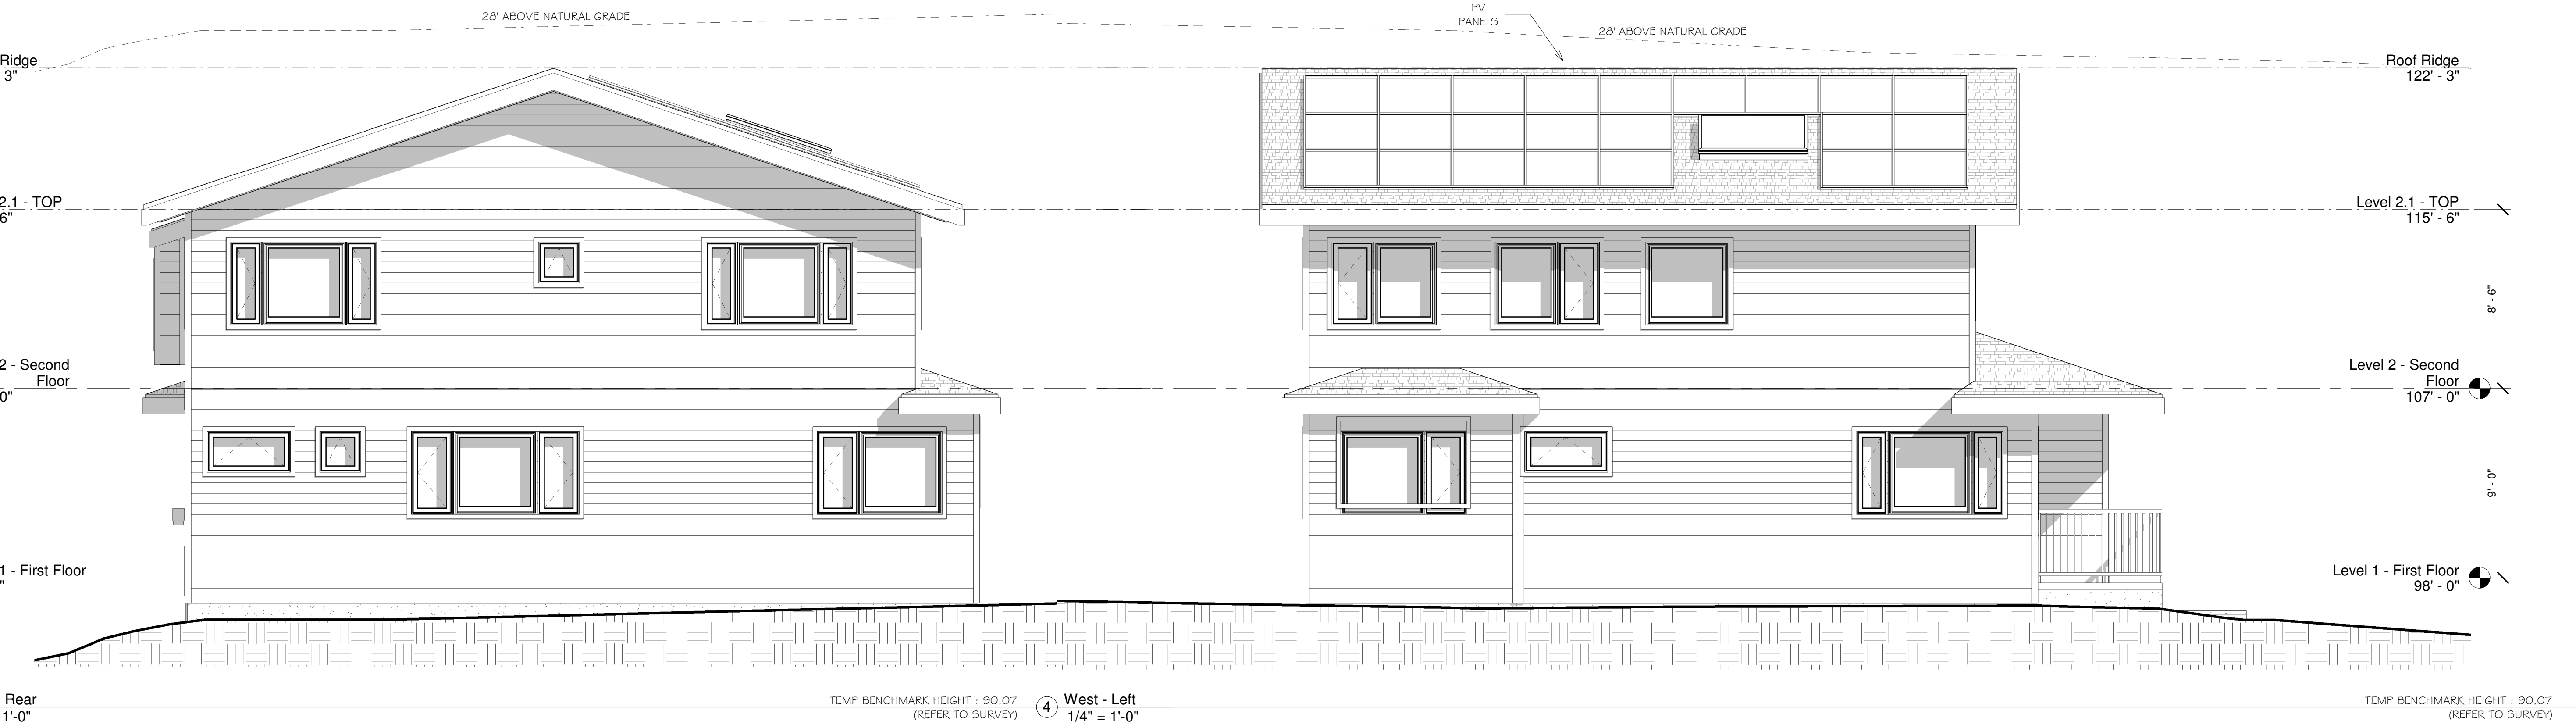 28' ABOVE NATURAL GRADE
PV
PANELS
28' ABOVE NATURAL GRADE
Ridge
3"
Roof Ridge
122' - 3"
2.1 - TOP
6"
Level 2.1 - TOP
115' - 6"
8' - 6"
2 - Second
Floor
0"
Level 2 - Second
Floor
107' - 0"
9' - 0"
1 - First Floor
"
Level 1 - First Floor
98' - 0"
Rear
1'-0"
TEMP BENCHMARK HEIGHT : 90.07
(REFER TO SURVEY)
4
West - Left
1/4" = 1'-0"
TEMP BENCHMARK HEIGHT : 90.07
(REFER TO SURVEY)